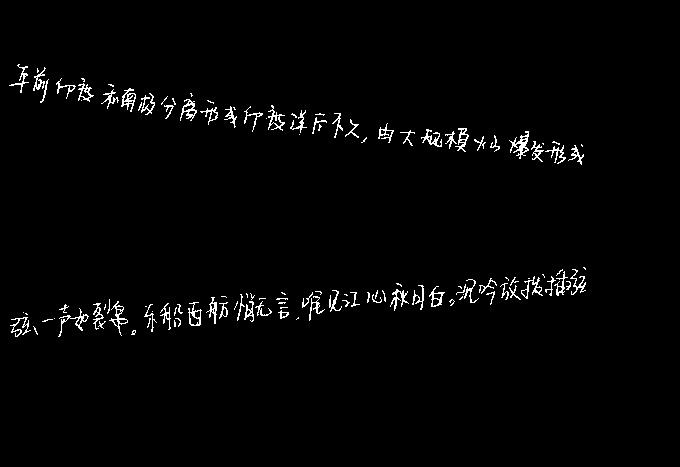 年前印度和南极分离形成印度洋后不久,由大规模火山爆发形成
弦一声如裂帛。东船西舫悄无言,唯见江心秋月白。沉吟放拨插弦